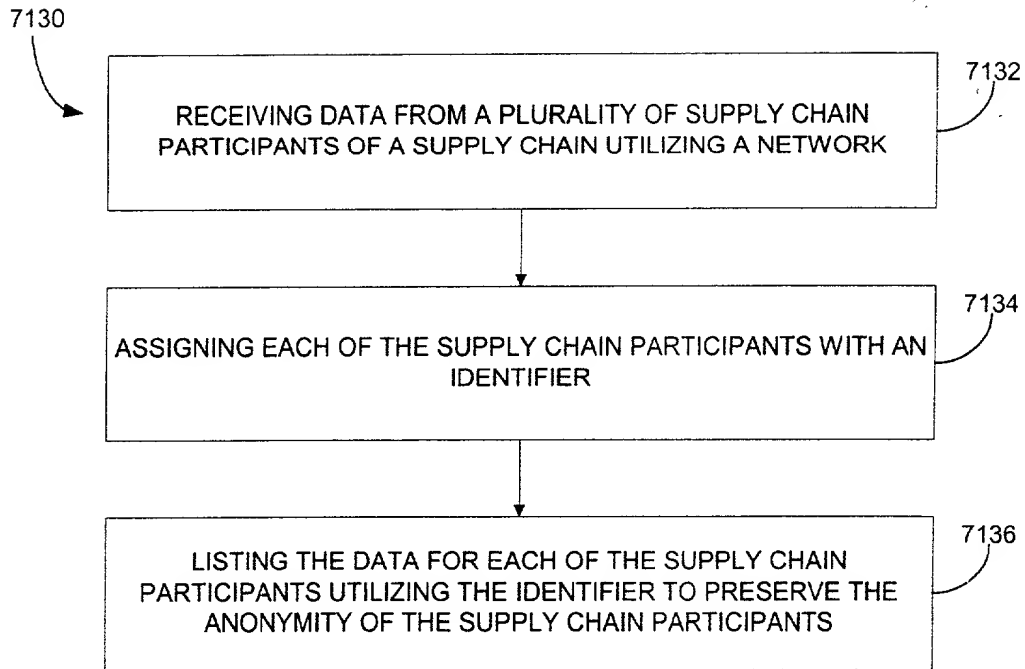 7130
7132
RECEIVING DATA FROM A PLURALITY OF SUPPLY CHAIN
PARTICIPANTS OF A SUPPLY CHAIN UTILIZING A NETWORK
7134
ASSIGNING EACH OF THE SUPPLY CHAIN PARTICIPANTS WITH AN
IDENTIFIER
7136
LISTING THE DATA FOR EACH OF THE SUPPLY CHAIN
PARTICIPANTS UTILIZING THE IDENTIFIER TO PRESERVE THE
ANONYMITY OF THE SUPPLY CHAIN PARTICIPANTS